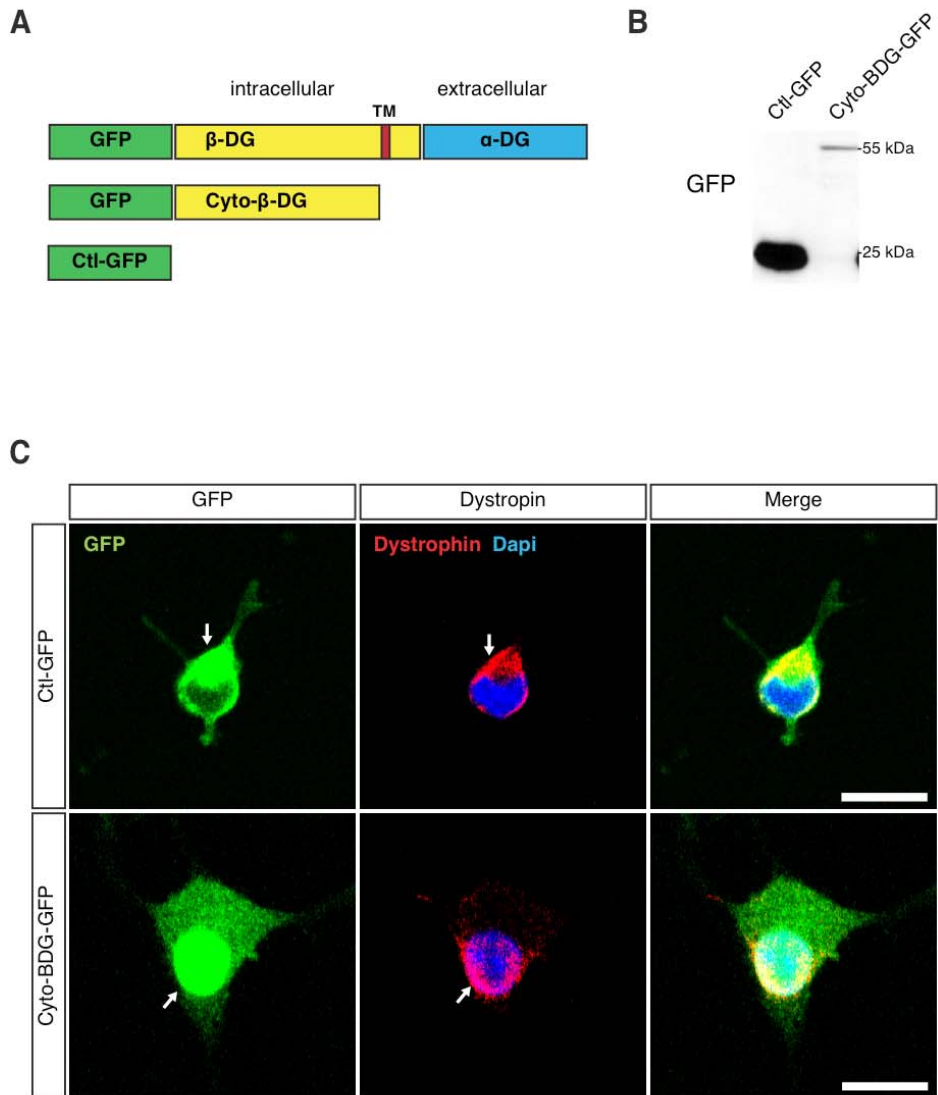 A
intracellular extracellular
TM
GFP β-DG α-DG
GFP Cyto-β-DG
Ctl-GFP
B
Ctl-GFP
Cyto-BDG-GFP
GFP
-55 kDa
-25 kDa
C
GFP Dystropin Merge
Ctl-GFP
GFP
Dystrophin Dapi
Cyto-BDG-GFP